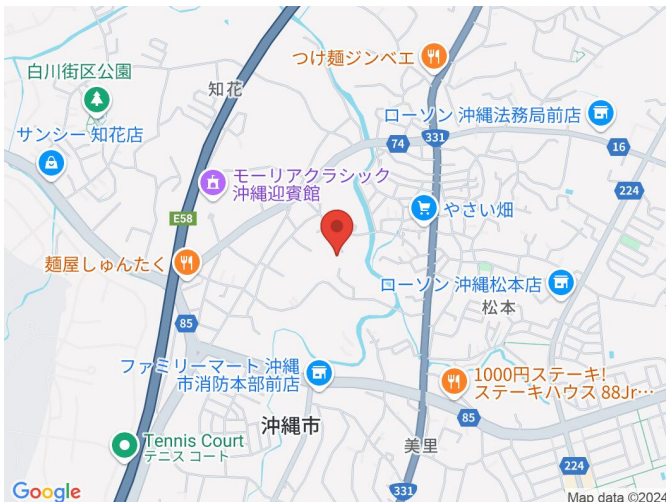 つけ麺ジンベエ
白川街区公園
知花
ローソン 沖縄法務局前店
サンシー 知花店
331
74
16
モーリアクラシック
沖縄迎賓館
224
E58
やさい畑
麺屋しゅんたく
ローソン 沖縄松本店
松本
85
ファミリーマート 沖縄
市消防本部前店
1000円ステーキ!
ステーキハウス 88Jr…
85
沖縄市
Tennis Court
テニス コート
美里
224
331
Google
Map data ©2024